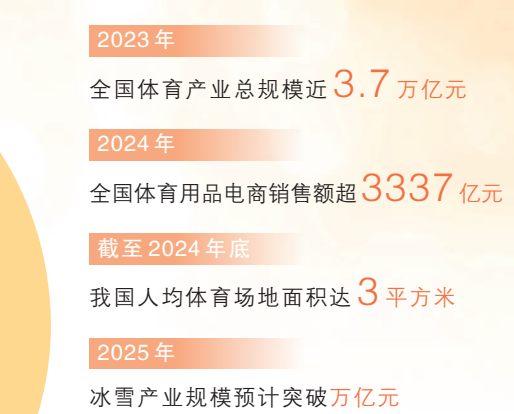 2023年
全国体育产业总规模近3.7万亿元
2024年
全国体育用品电商销售额超3337亿元
截至2024年底
我国人均体育场地面积达3平方米
2025年
冰雪产业规模预计突破万亿元